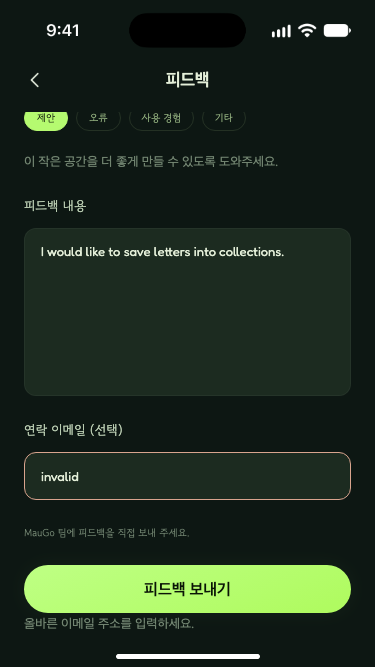 9:41
피드백
제안
오류
사용 경험
기타
이 작은 공간을 더 좋게 만들 수 있도록 도와주세요.
피드백 내용
I would like to save letters into collections.
연락 이메일 (선택)
invalid
MauGo 팀에 피드백을 직접 보내 주세요.
피드백 보내기
올바른 이메일 주소를 입력하세요.